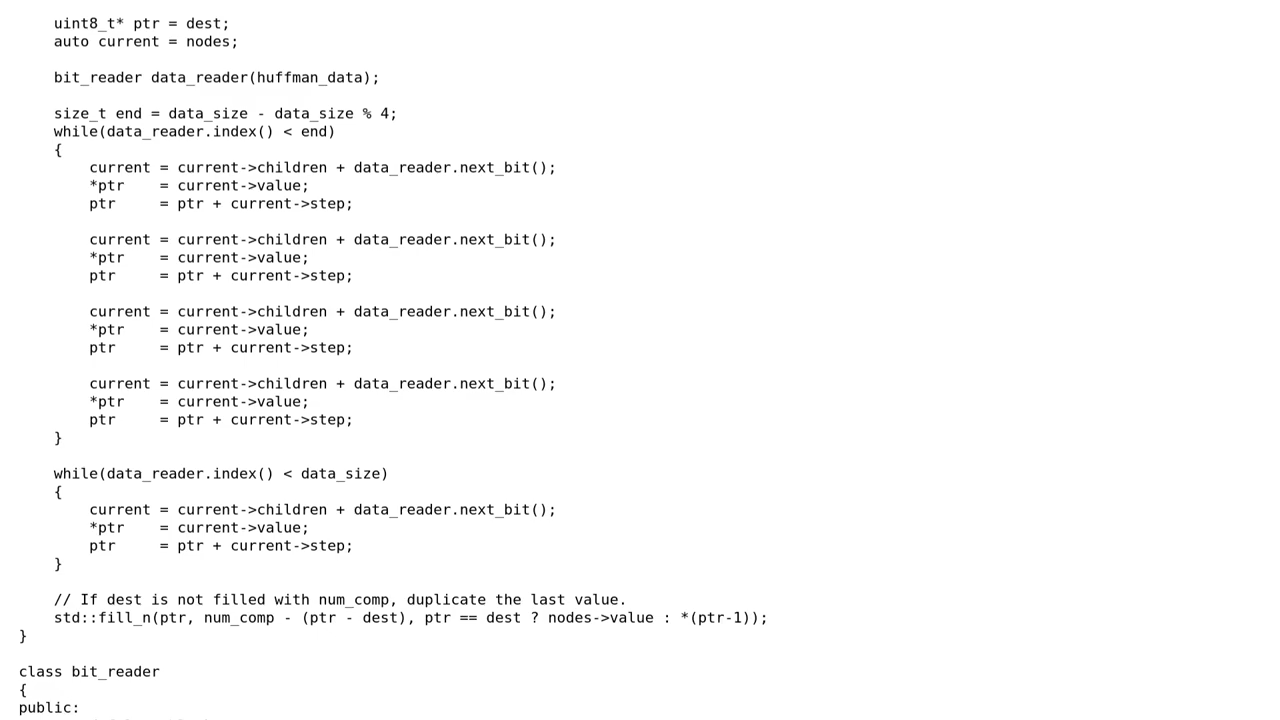 uint8_t* ptr = dest;
auto current = nodes;
bit_reader data_reader(huffman_data);
size_t end = data_size - data_size % 4;
while(data_reader.index() < end)
{
current = current->children + data_reader.next_bit();
*ptr    = current->value;
ptr     = ptr + current->step;
current = current->children + data_reader.next_bit();
*ptr    = current->value;
ptr     = ptr + current->step;
current = current->children + data_reader.next_bit();
*ptr    = current->value;
ptr     = ptr + current->step;
current = current->children + data_reader.next_bit();
*ptr    = current->value;
ptr     = ptr + current->step;
}
while(data_reader.index() < data_size)
{
current = current->children + data_reader.next_bit();
*ptr    = current->value;
ptr     = ptr + current->step;
}
// If dest is not filled with num_comp, duplicate the last value.
std::fill_n(ptr, num_comp - (ptr - dest), ptr == dest ? nodes->value : *(ptr-1));
}
class bit_reader
{
public: